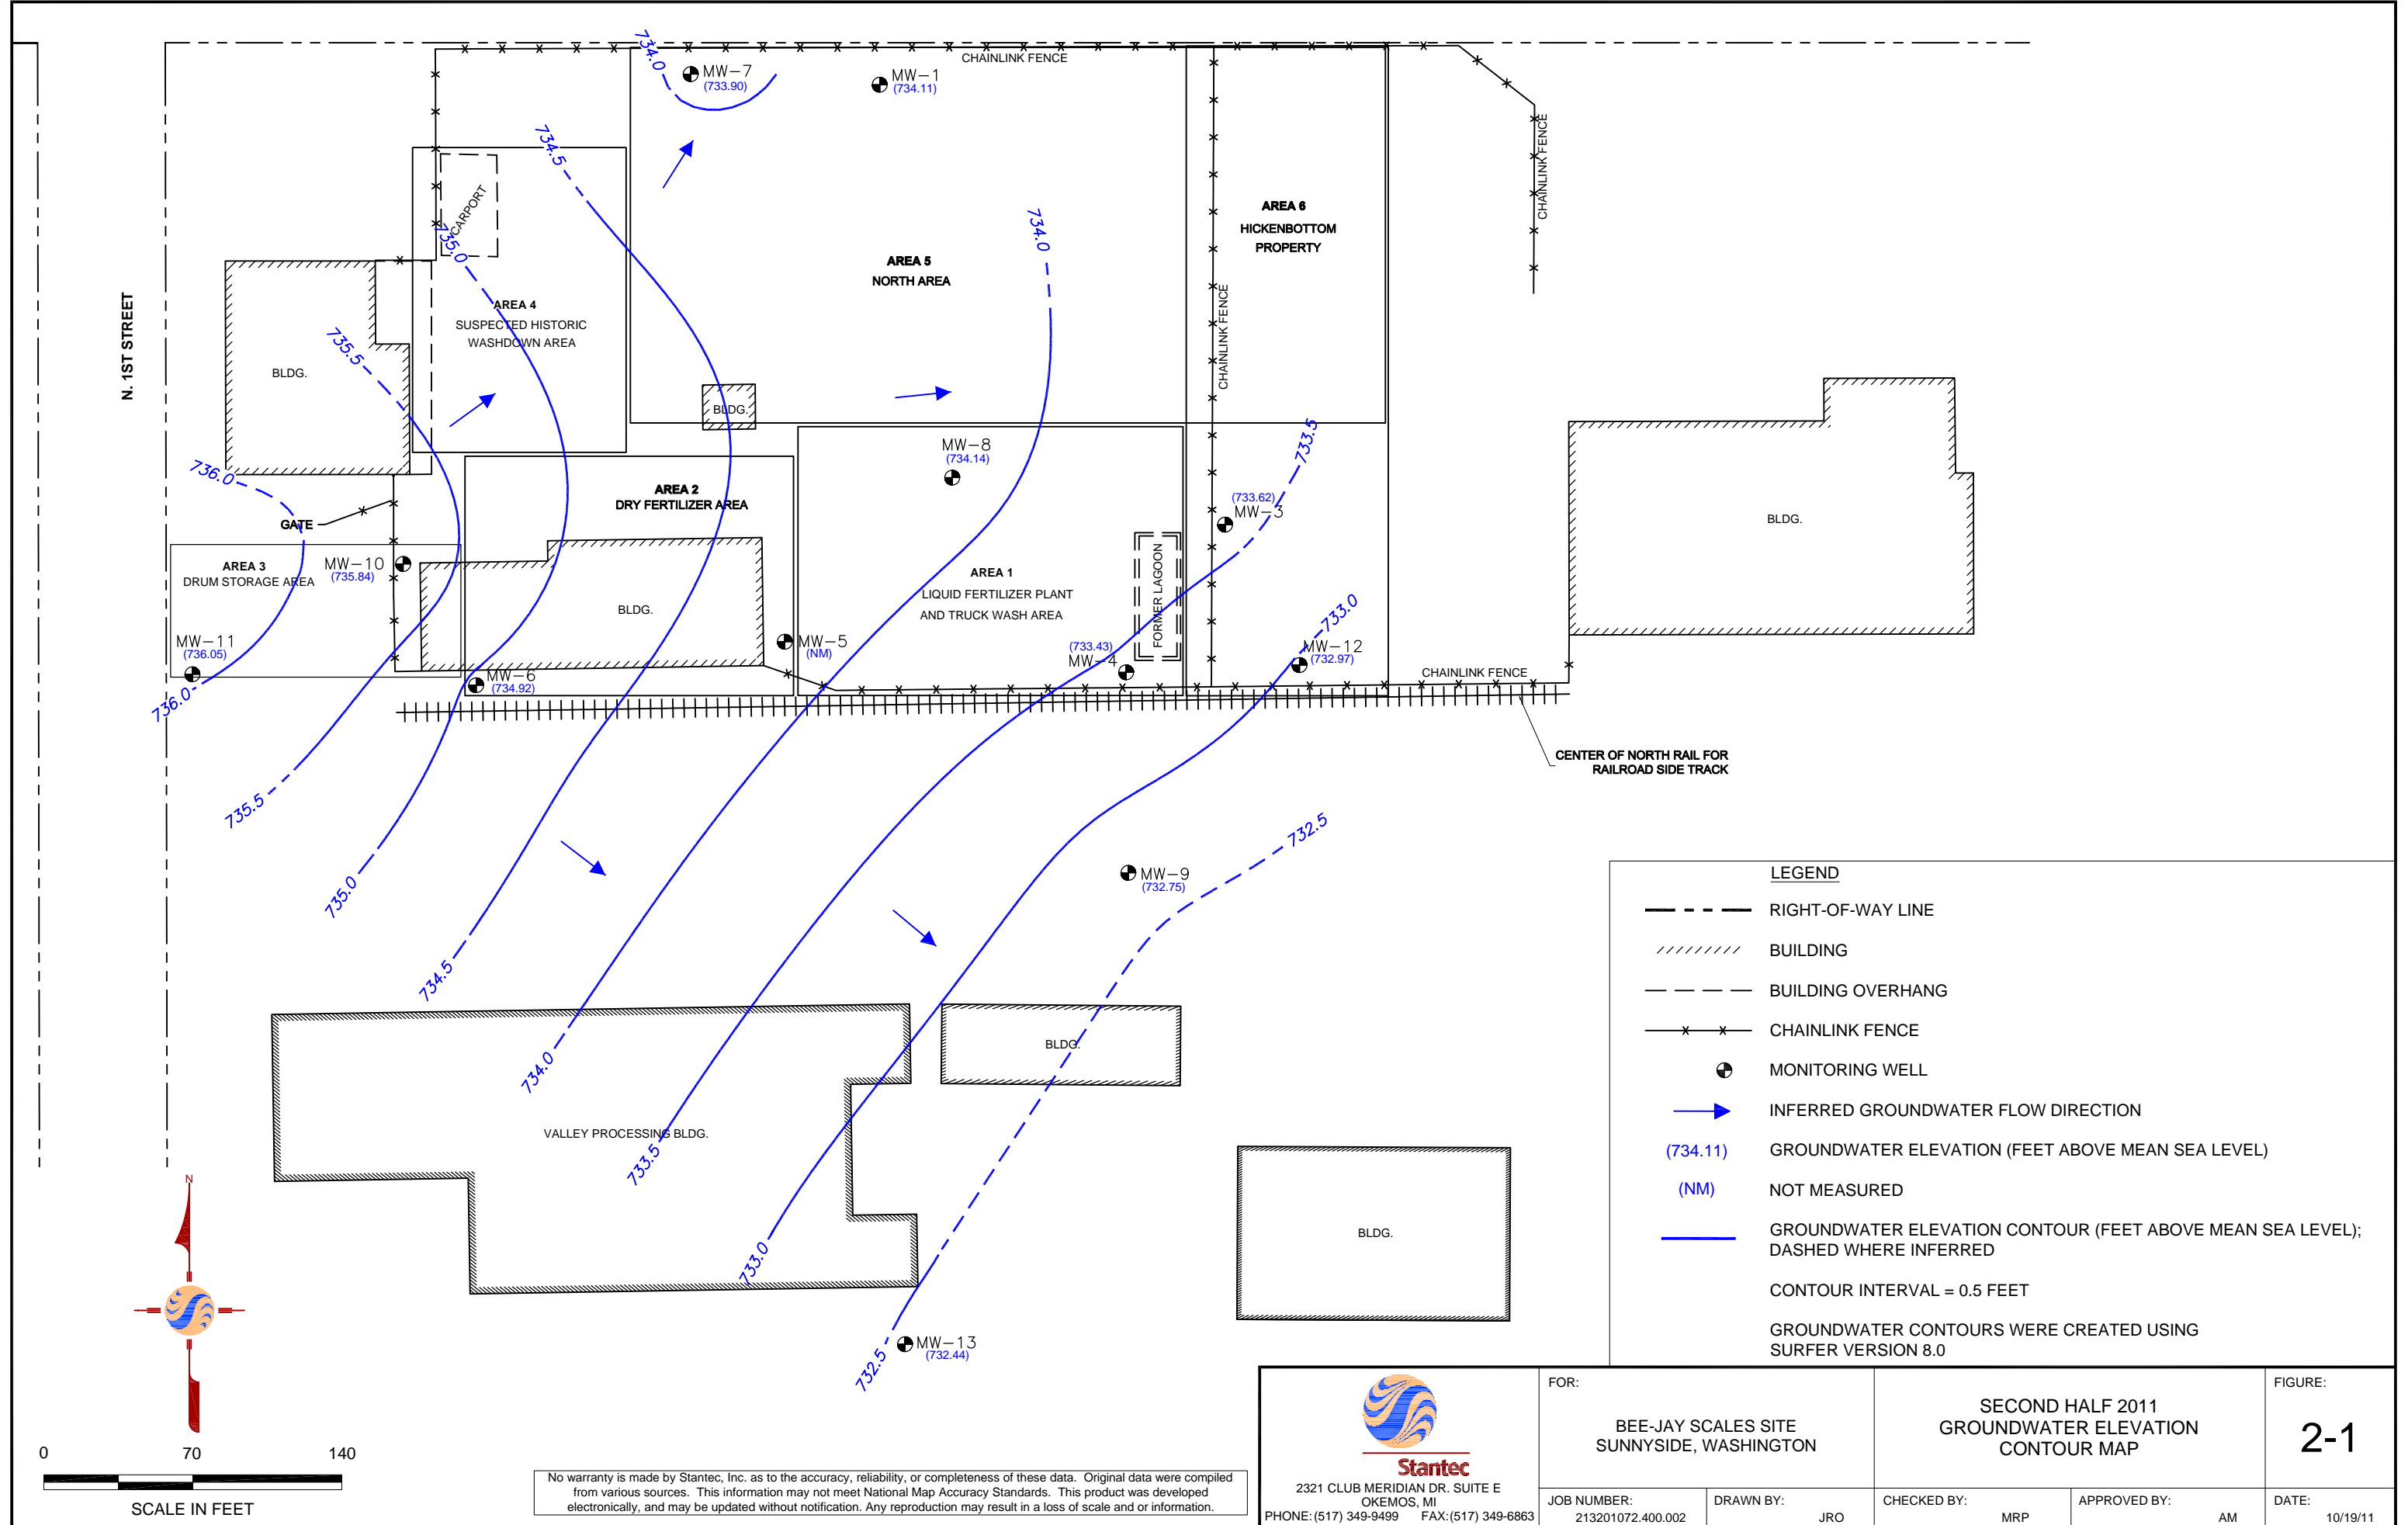 734.0
MW-7
(733.90)
MW-1
(734.11)
CHAINLINK FENCE
734.5
CHAINLINK FENCE
CARPORT
735.0
734.0
AREA 6
HICKENBOTTOM
PROPERTY
AREA 5
NORTH AREA
N. 1ST STREET
AREA 4
SUSPECTED HISTORIC
WASHDOWN AREA
CHAINLINK FENCE
735.5
BLDG.
BLDG.
733.5
MW-8
(734.14)
736.0
AREA 2
DRY FERTILIZER AREA
(733.62)
MW-3
GATE
BLDG.
AREA 3
DRUM STORAGE AREA
MW-10
(735.84)
AREA 1
LIQUID FERTILIZER PLANT
AND TRUCK WASH AREA
FORMER LAGOON
BLDG.
733.0
MW-11
(736.05)
MW-5
(NM)
(733.43)
MW-4
MW-12
(732.97)
MW-6
(734.92)
CHAINLINK FENCE
736.0
CENTER OF NORTH RAIL FOR
RAILROAD SIDE TRACK
735.5
732.5
MW-9
(732.75)
735.0
734.5
BLDG.
734.0
VALLEY PROCESSING BLDG.
733.5
733.0
BLDG.
MW-13
(732.44)
732.5
LEGEND
RIGHT-OF-WAY LINE
BUILDING
BUILDING OVERHANG
CHAINLINK FENCE
MONITORING WELL
INFERRED GROUNDWATER FLOW DIRECTION
(734.11) GROUNDWATER ELEVATION (FEET ABOVE MEAN SEA LEVEL)
(NM) NOT MEASURED
GROUNDWATER ELEVATION CONTOUR (FEET ABOVE MEAN SEA LEVEL);
DASHED WHERE INFERRED
CONTOUR INTERVAL = 0.5 FEET
GROUNDWATER CONTOURS WERE CREATED USING
SURFER VERSION 8.0
N
0 70 140
SCALE IN FEET
No warranty is made by Stantec, Inc. as to the accuracy, reliability, or completeness of these data. Original data were compiled
from various sources. This information may not meet National Map Accuracy Standards. This product was developed
electronically, and may be updated without notification. Any reproduction may result in a loss of scale and or information.
Stantec
2321 CLUB MERIDIAN DR. SUITE E
OKEMOS, MI
PHONE: (517) 349-9499 FAX: (517) 349-6863
FOR:
BEE-JAY SCALES SITE
SUNNYSIDE, WASHINGTON
SECOND HALF 2011
GROUNDWATER ELEVATION
CONTOUR MAP
FIGURE:
2-1
JOB NUMBER:
213201072.400.002
DRAWN BY:
JRO
CHECKED BY:
MRP
APPROVED BY:
AM
DATE:
10/19/11